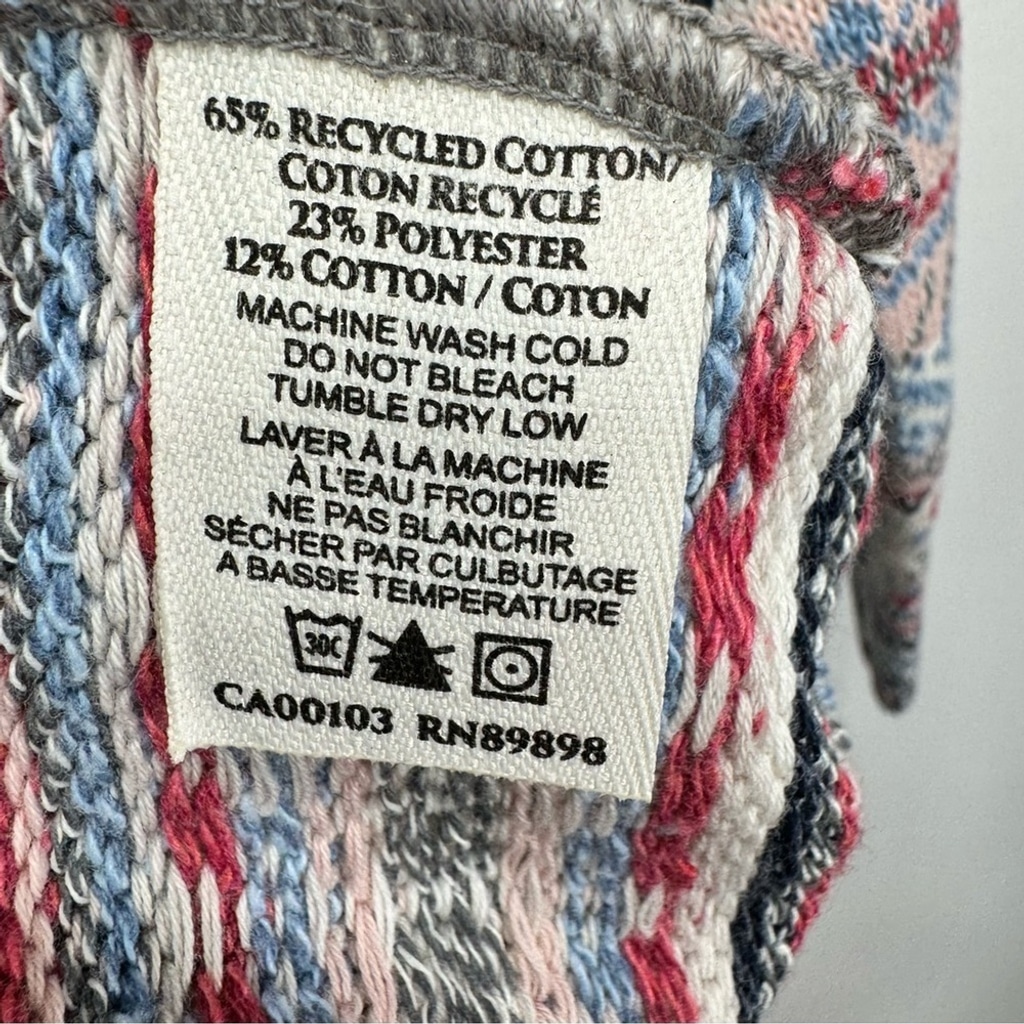 65% RECYCLED COTTON/
COTON RECYCLÉ
23% POLYESTER
12% COTTON / COTON
MACHINE WASH COLD
DO NOT BLEACH
TUMBLE DRY LOW
LAVER À LA MACHINE
À L'EAU FROIDE
NE PAS BLANCHIR
SÉCHER PAR CULBUTAGE
A BASSE TEMPERATURE
30C
CA00103 RN89898